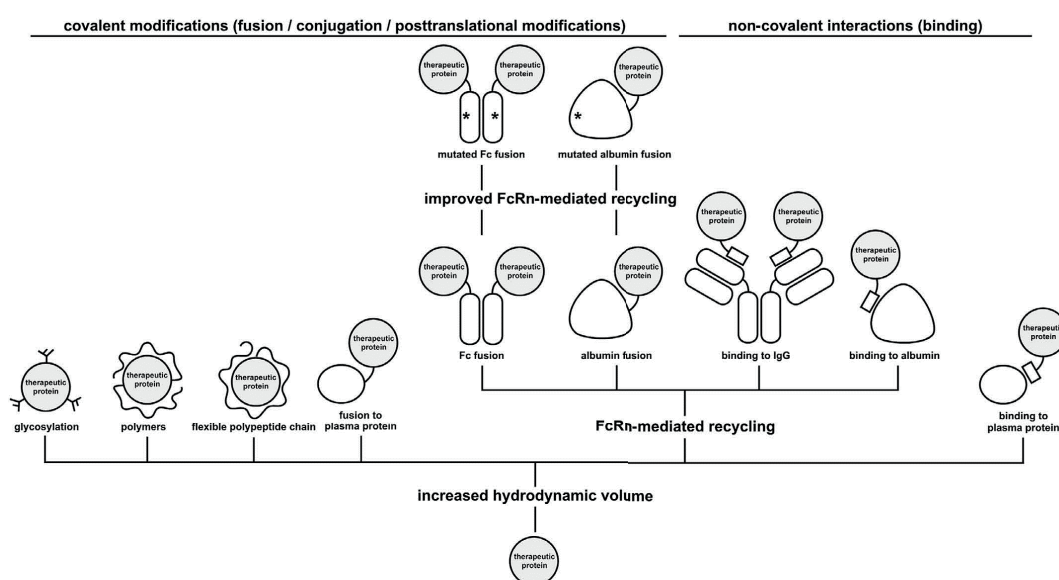 covalent modifications (fusion / conjugation / posttranslational modifications)
non-covalent interactions (binding)
therapeutic
protein
therapeutic
protein
therapeutic
protein
mutated Fc fusion
mutated albumin fusion
improved FcRn-mediated recycling
therapeutic
protein
therapeutic
protein
therapeutic
protein
therapeutic
protein
therapeutic
protein
therapeutic
protein
Fc fusion
albumin fusion
binding to IgG
binding to albumin
therapeutic
protein
therapeutic
protein
therapeutic
protein
therapeutic
protein
therapeutic
protein
glycosylation
polymers
flexible polypeptide chain
fusion to
plasma protein
binding to
plasma protein
FcRn-mediated recycling
increased hydrodynamic volume
therapeutic
protein